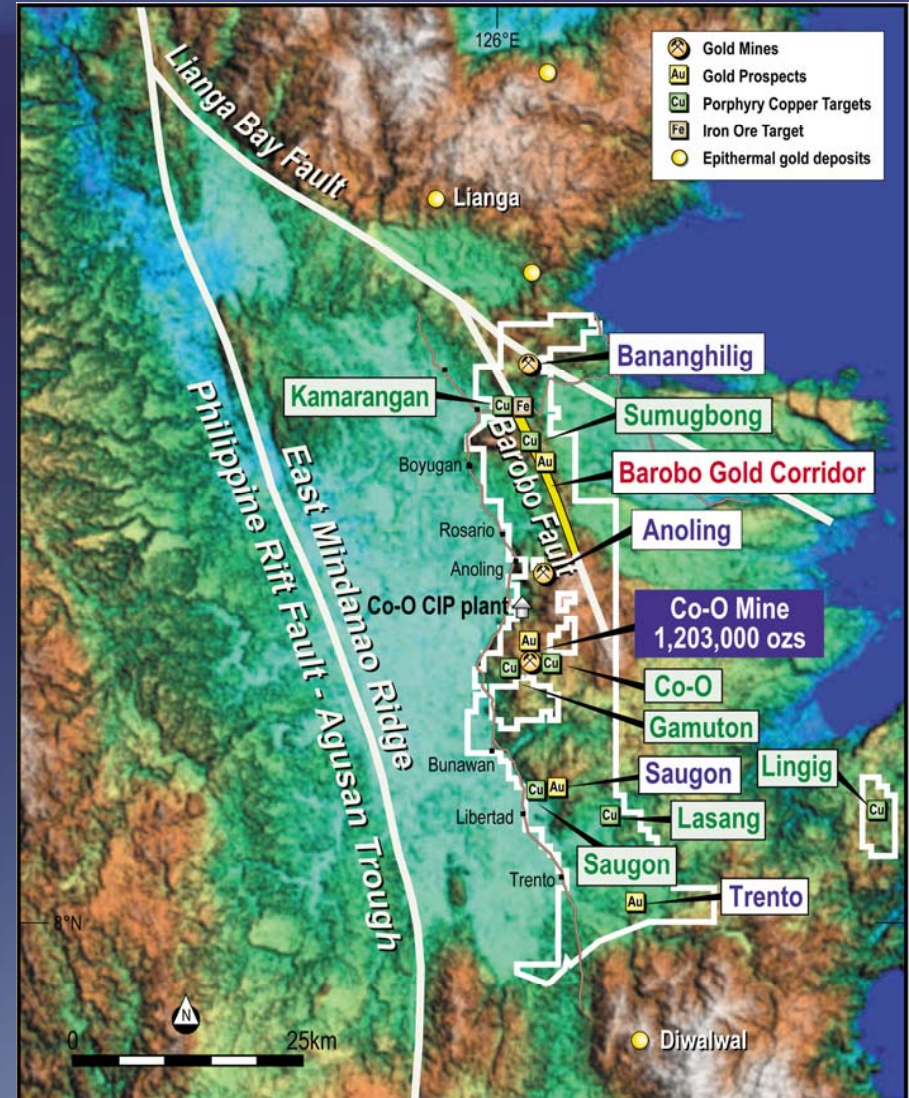 126°E
Gold Mines
Au Gold Prospects
Cu Porphyry Copper Targets
Fe Iron Ore Target
Epithermal gold deposits
Lianga Bay Fault
Lianga
Bananghilig
Kamarangan
Cu Fe
Sumugbong
Cu
Au
Barobo Fault
Boyugan
Barobo Gold Corridor
Philippine Rift Fault - Agusan Trough
East Mindanao Ridge
Rosario
Anoling
Anoling
Co-O CIP plant
Co-O Mine
1,203,000 ozs
Au
Cu
Cu
Co-O
Gamuton
Bunawan
Saugon
Lingig
Cu Au
Cu
Cu
Libertad
Lasang
Saugon
Trento
Au
Trento
8°N
N
0 25km
Diwalwal